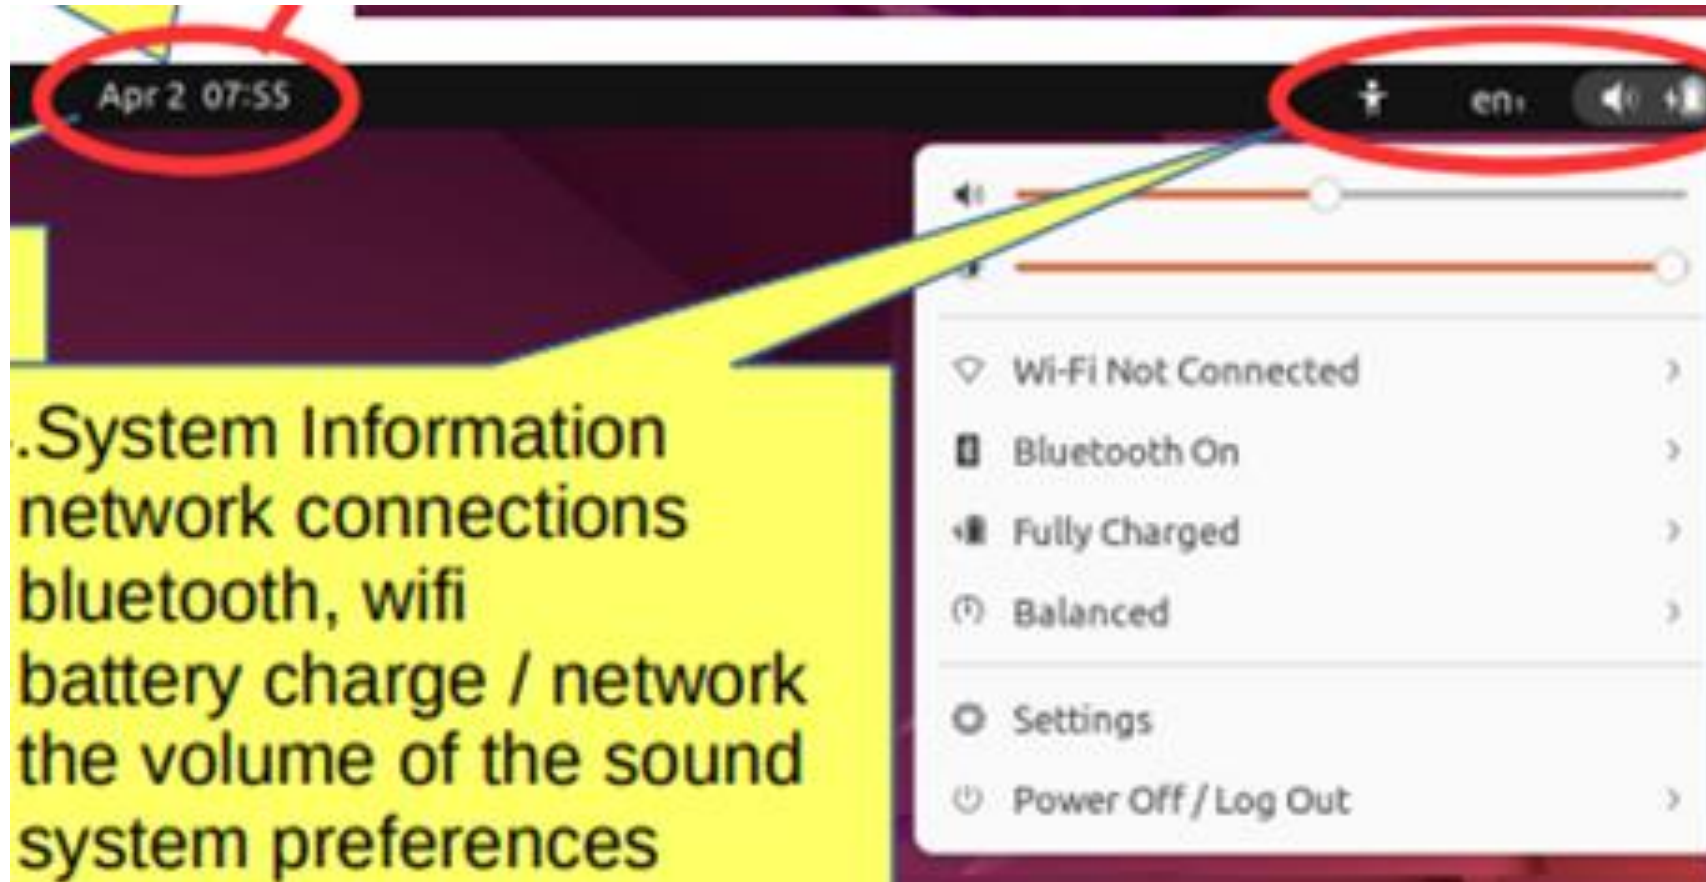 Apr 2 07:55
en₁
Wi-Fi Not Connected
Bluetooth On
Fully Charged
Balanced
Settings
Power Off / Log Out
.System Information
network connections
bluetooth, wifi
battery charge / network
the volume of the sound
system preferences